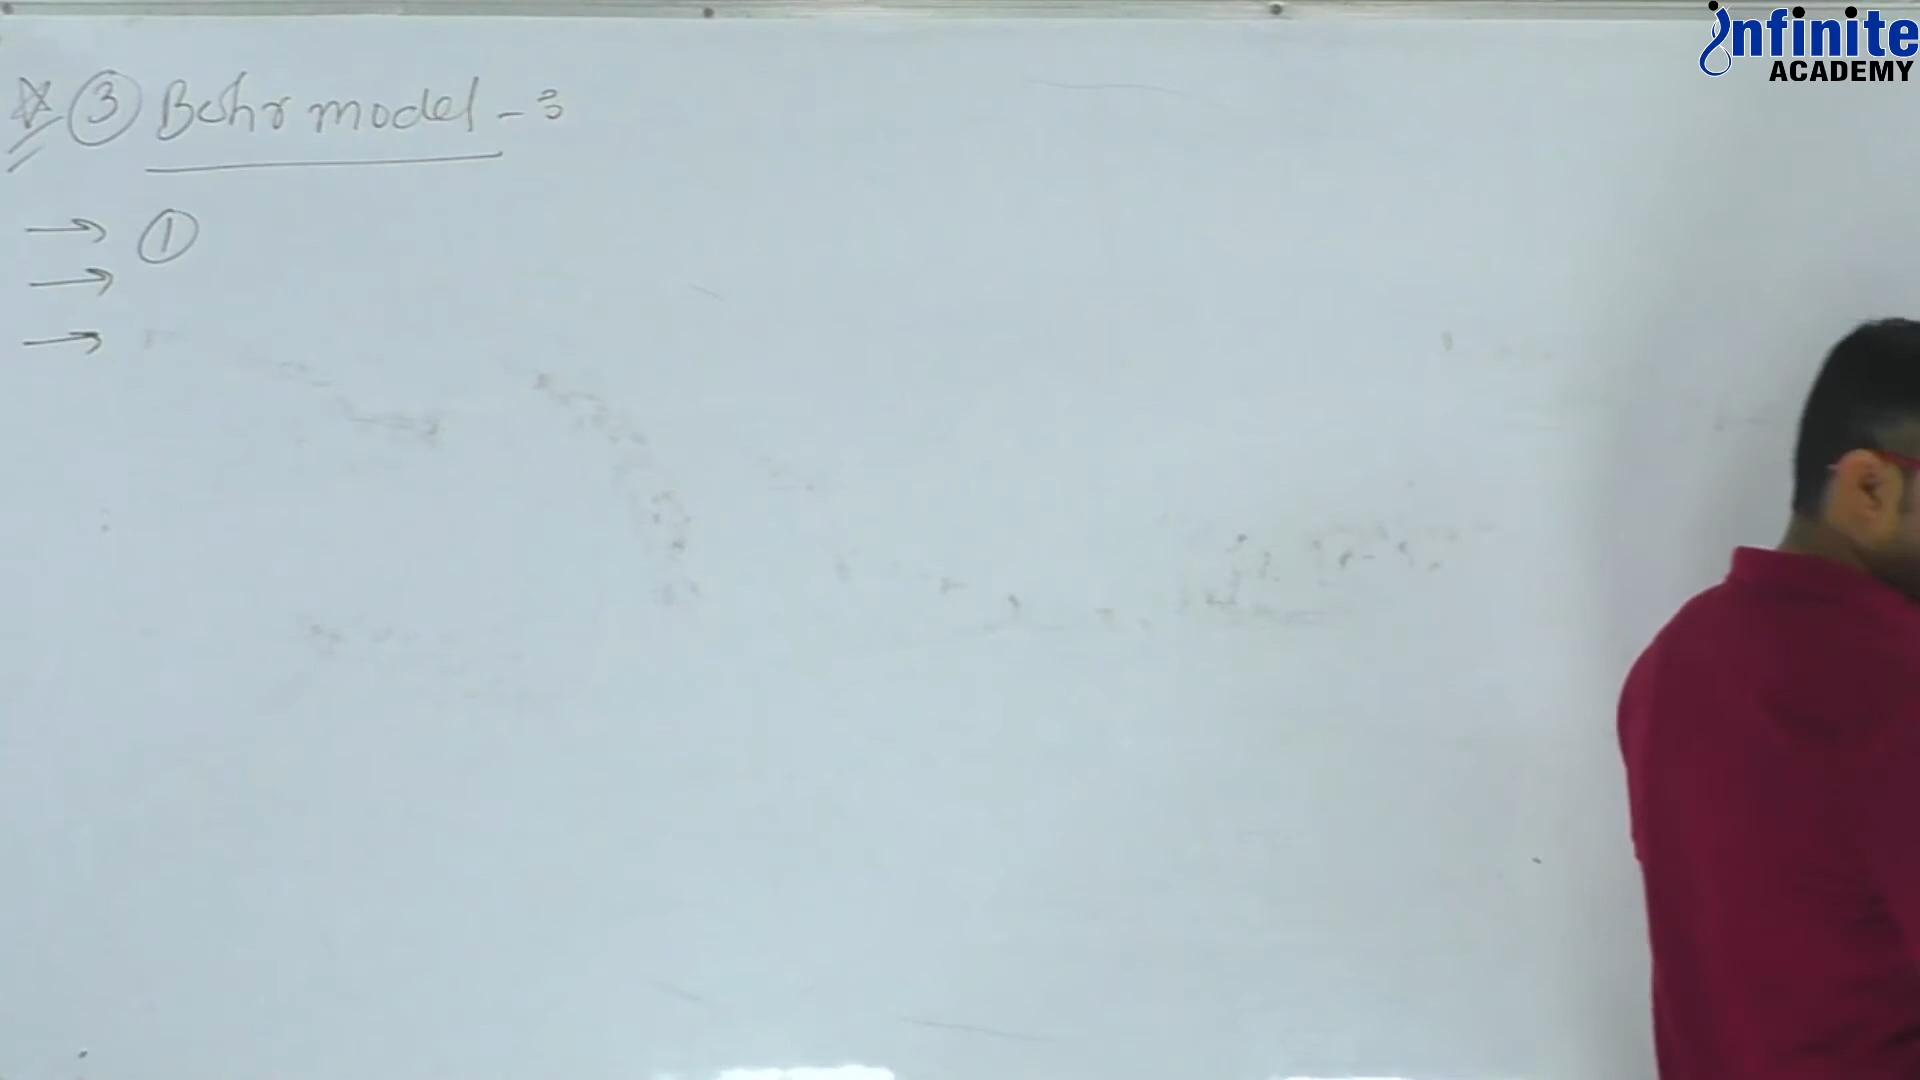 infinite
ACADEMY
③ Bohr model - 3
→ ①
→
→